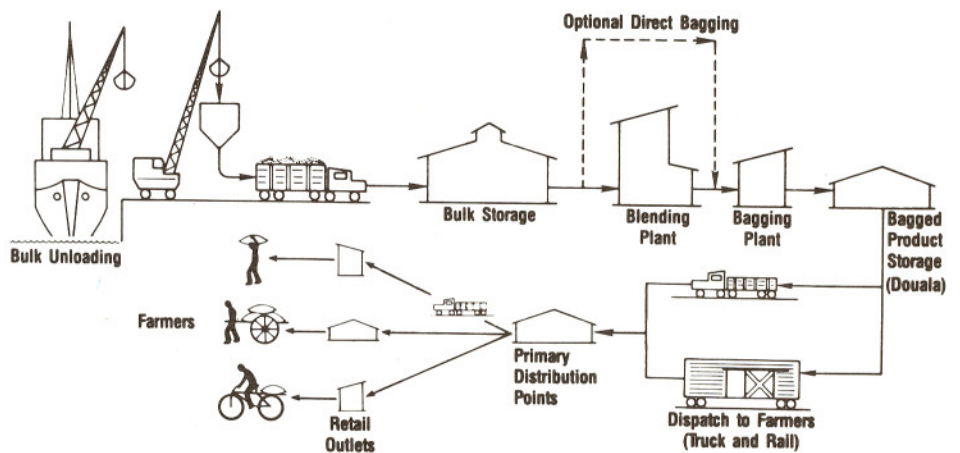 Optional Direct Bagging
Bulk Unloading
Bulk Storage
Blending
Plant
Bagging
Plant
Bagged
Product
Storage
(Douala)
Farmers
Retail
Outlets
Primary
Distribution
Points
Dispatch to Farmers
(Truck and Rail)